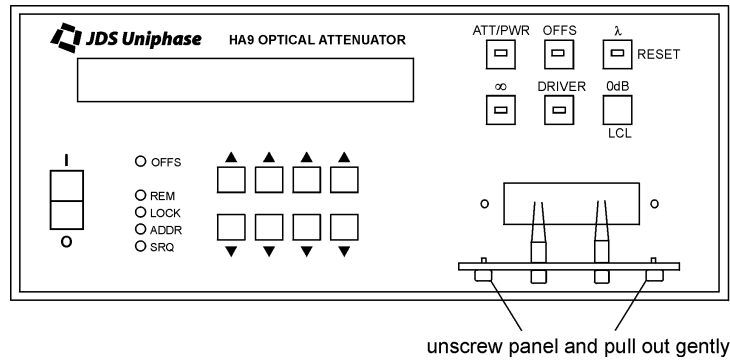 JDS Uniphase HA9 OPTICAL ATTENUATOR
ATT/PWR OFFS λ
RESET
∞ DRIVER 0dB
LCL
I
O
OFFS
REM
LOCK
ADDR
SRQ
unscrew panel and pull out gently